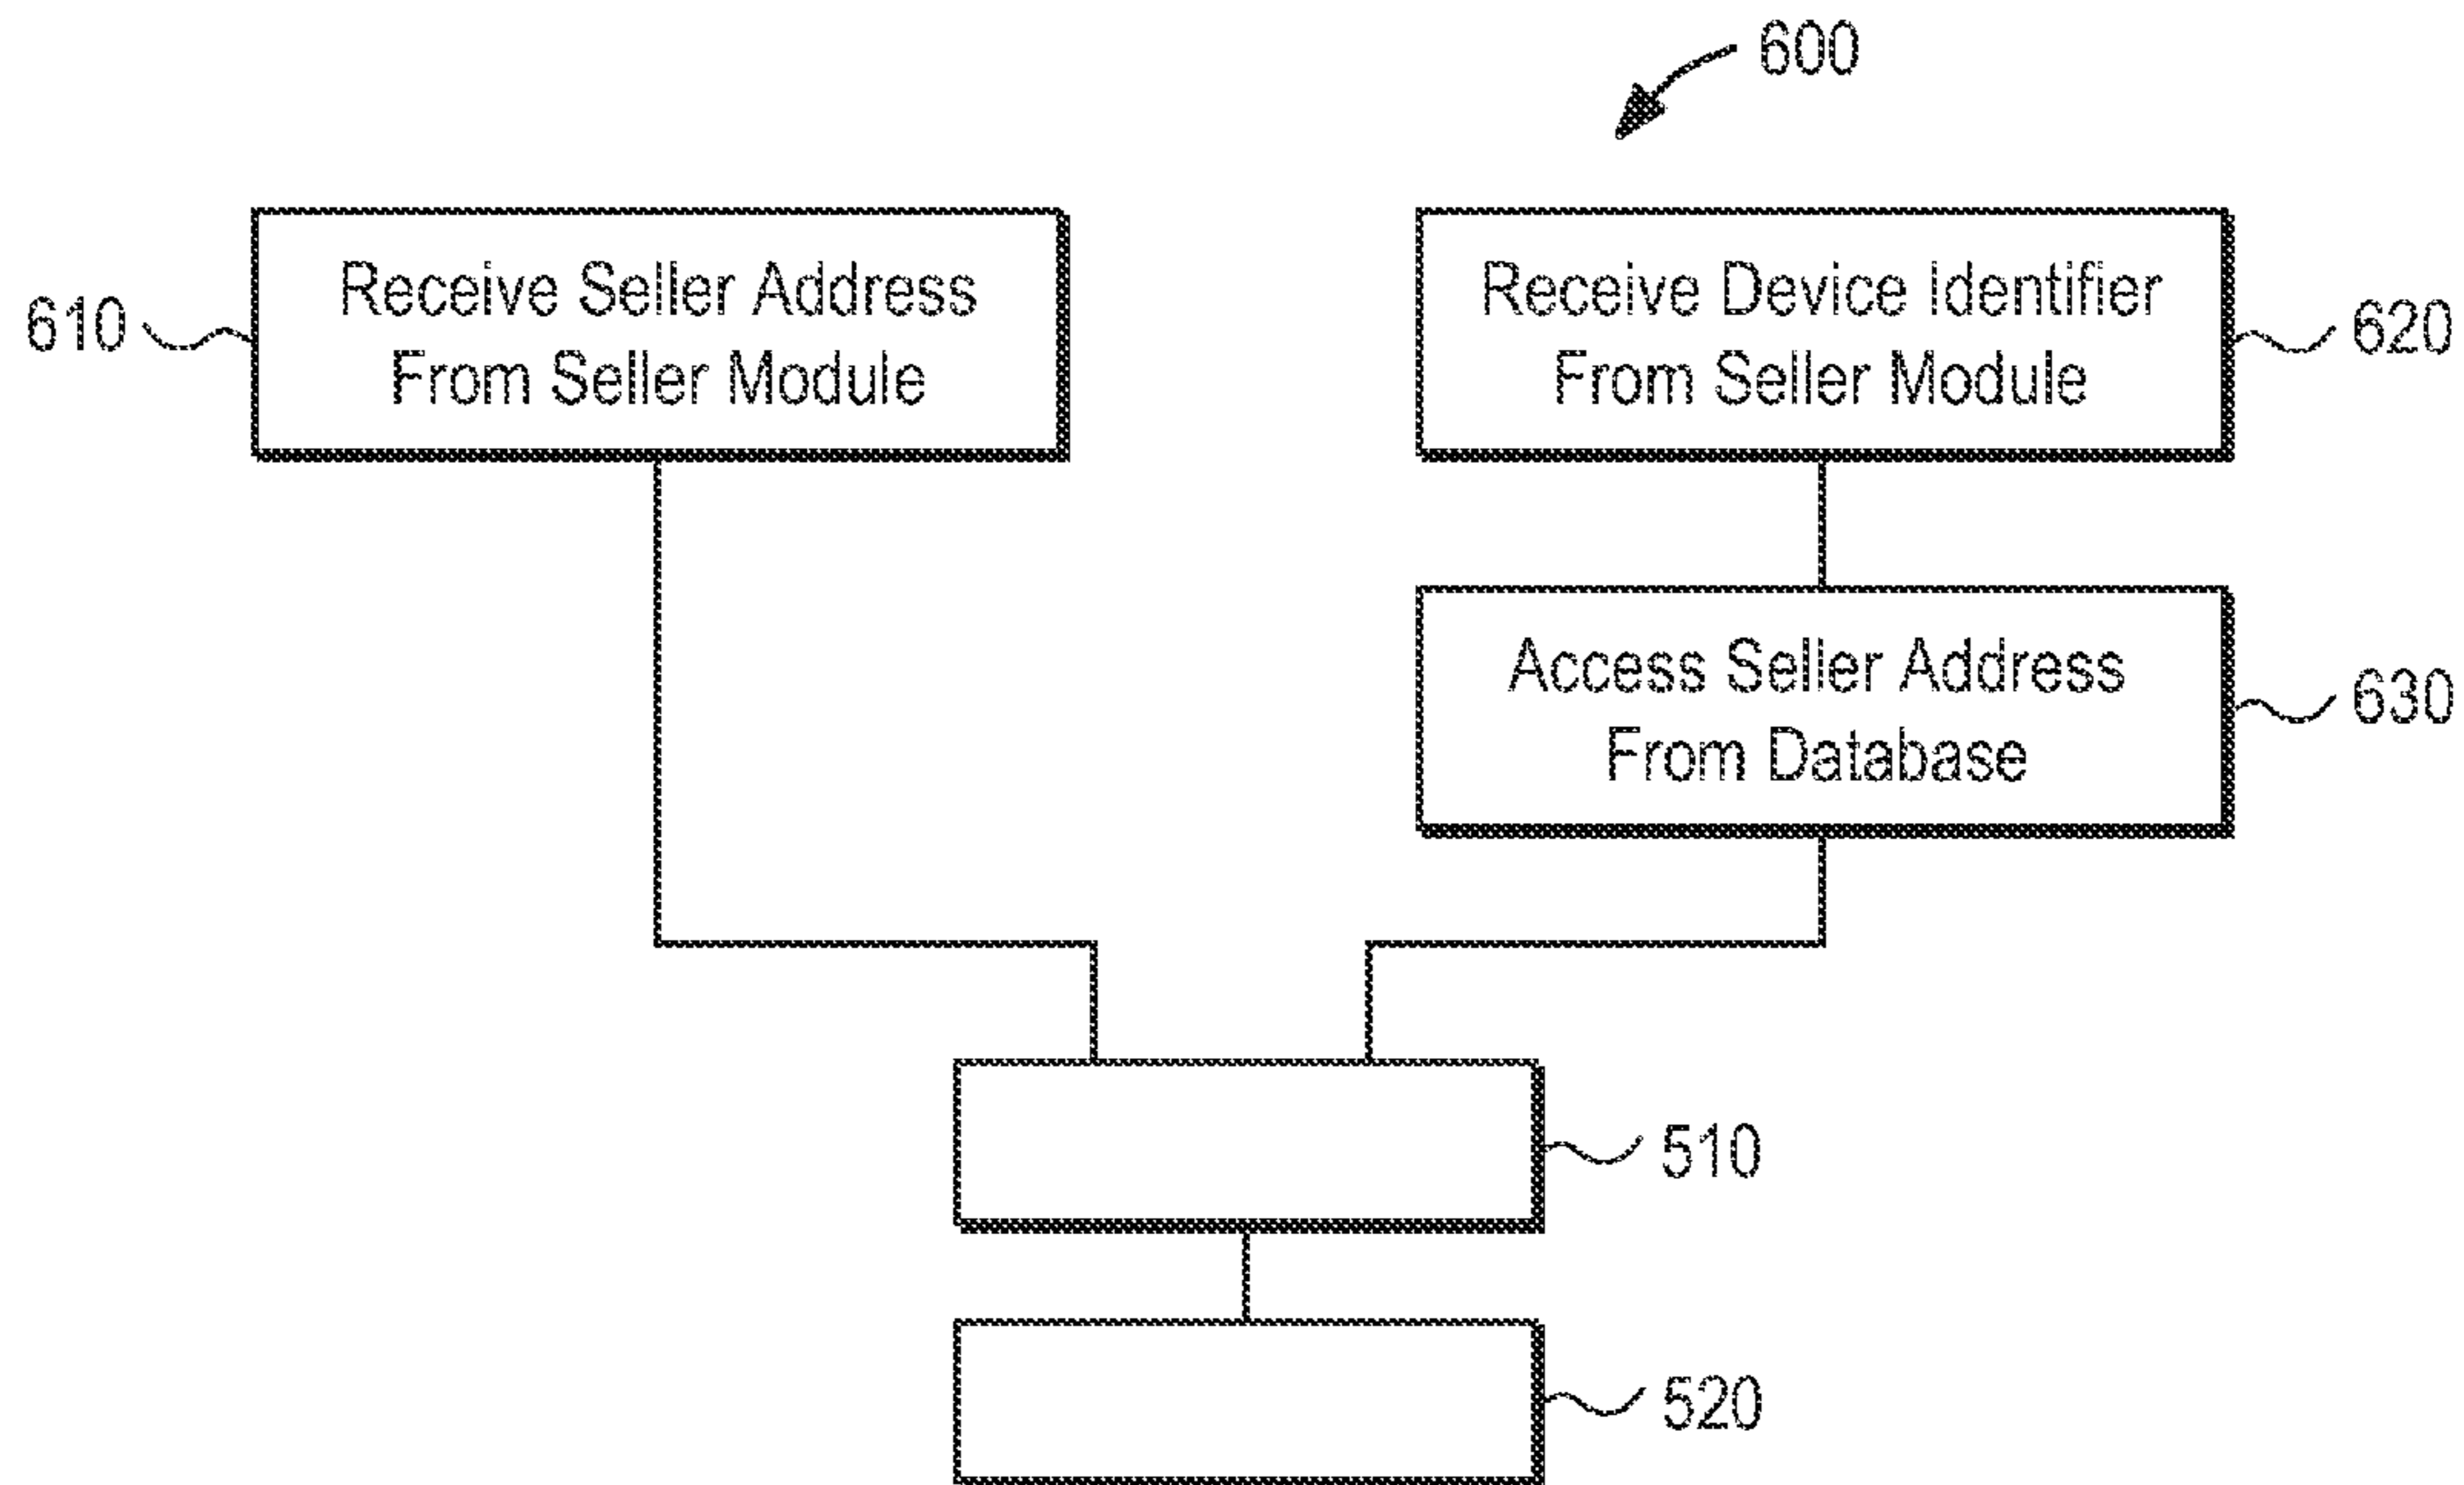 600
Receive Seller Address
From Seller Module
610
Receive Device Identifier
From Seller Module
620
Access Seller Address
From Database
630
510
520